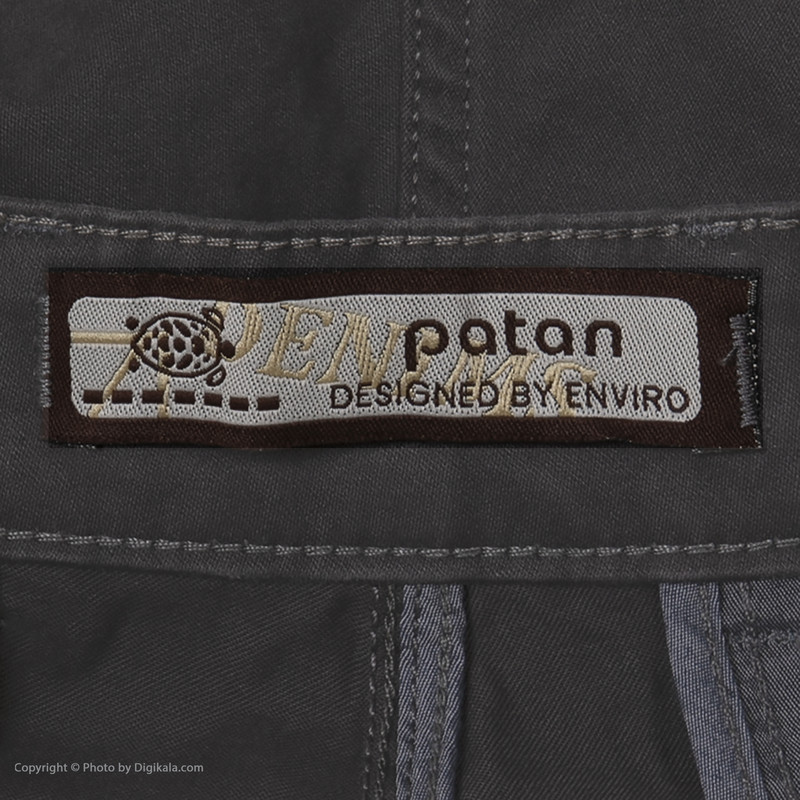 patan
DESIGNED BY ENVIRO
Copyright © Photo by Digikala.com